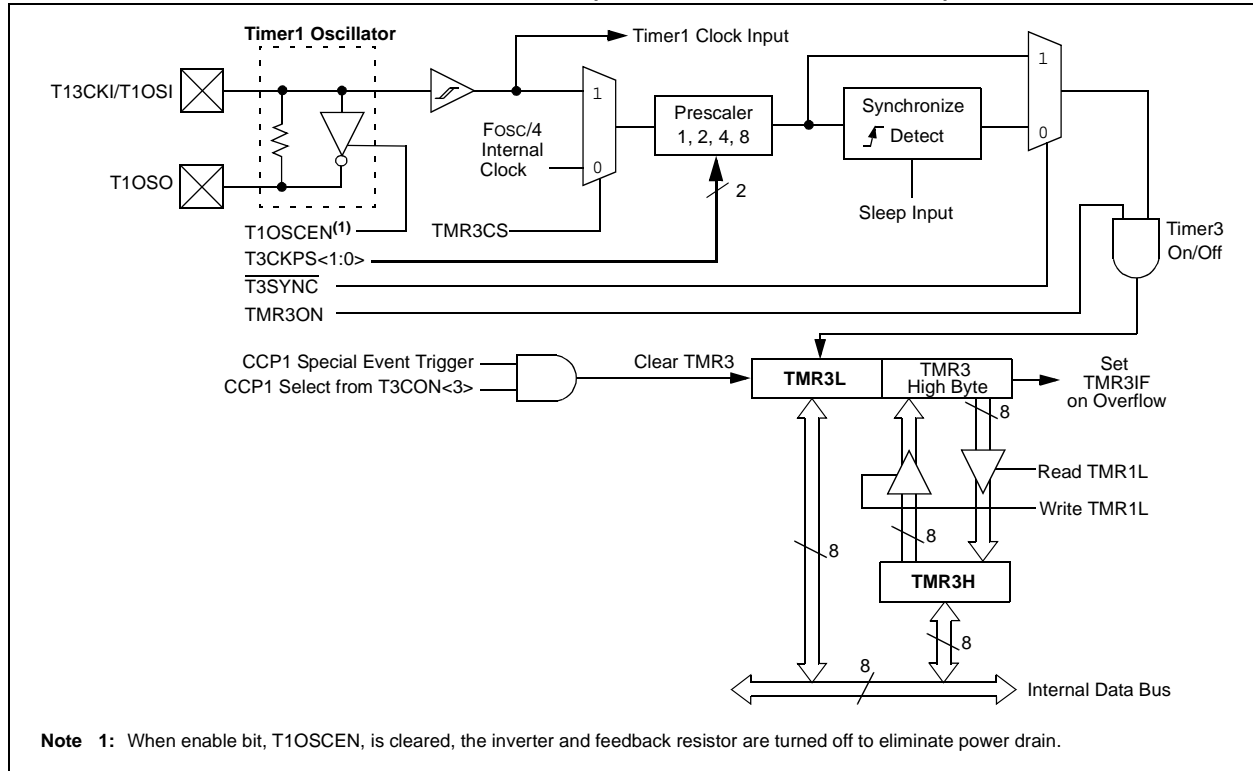 Timer1 Oscillator
Timer1 Clock Input
T13CKI/T1OSI
1
1
Prescaler
1, 2, 4, 8
Synchronize
Detect
FOSC/4
Internal
Clock
0
0
T1OSO
2
Sleep Input
T1OSCEN(1)
TMR3CS
Timer3
On/Off
T3CKPS<1:0>
T3SYNC
TMR3ON
CCP1 Special Event Trigger
CCP1 Select from T3CON<3>
Clear TMR3
TMR3L
TMR3
High Byte
Set
TMR3IF
on Overflow
8
Read TMR1L
Write TMR1L
8
8
TMR3H
8
8
Internal Data Bus
Note 1: When enable bit, T1OSCEN, is cleared, the inverter and feedback resistor are turned off to eliminate power drain.